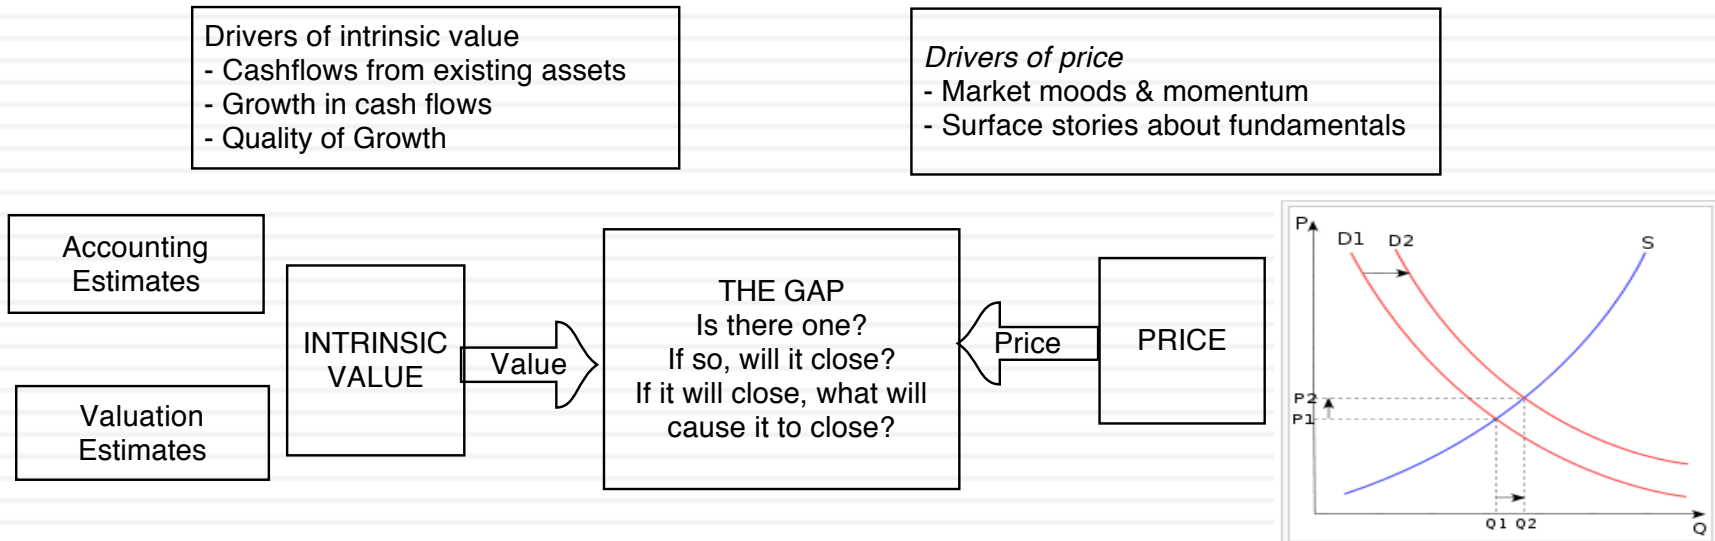 Drivers of intrinsic value
- Cashflows from existing assets
- Growth in cash flows
- Quality of Growth
Drivers of price
- Market moods & momentum
- Surface stories about fundamentals
Accounting
Estimates
Valuation
Estimates
INTRINSIC
VALUE
Value
THE GAP
Is there one?
If so, will it close?
If it will close, what will
cause it to close?
Price
PRICE
P
D1
D2
S
P2
P1
Q1
Q2
Q